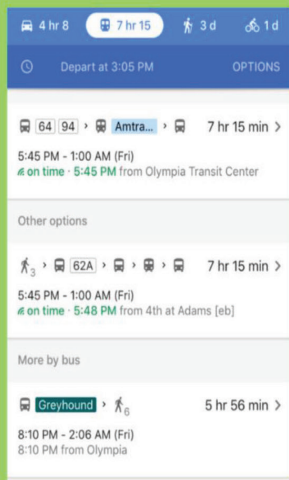 4 hr 8 7 hr 15 3 d 1 d
Depart at 3:05 PM OPTIONS
64 94 > Amtra... > 7 hr 15 min >
5:45 PM - 1:00 AM (Fri)
on time · 5:45 PM from Olympia Transit Center
Other options
3 > 62A > > > 7 hr 15 min >
5:45 PM - 1:00 AM (Fri)
on time · 5:48 PM from 4th at Adams [eb]
More by bus
Greyhound > 6 5 hr 56 min >
8:10 PM - 2:06 AM (Fri)
8:10 PM from Olympia